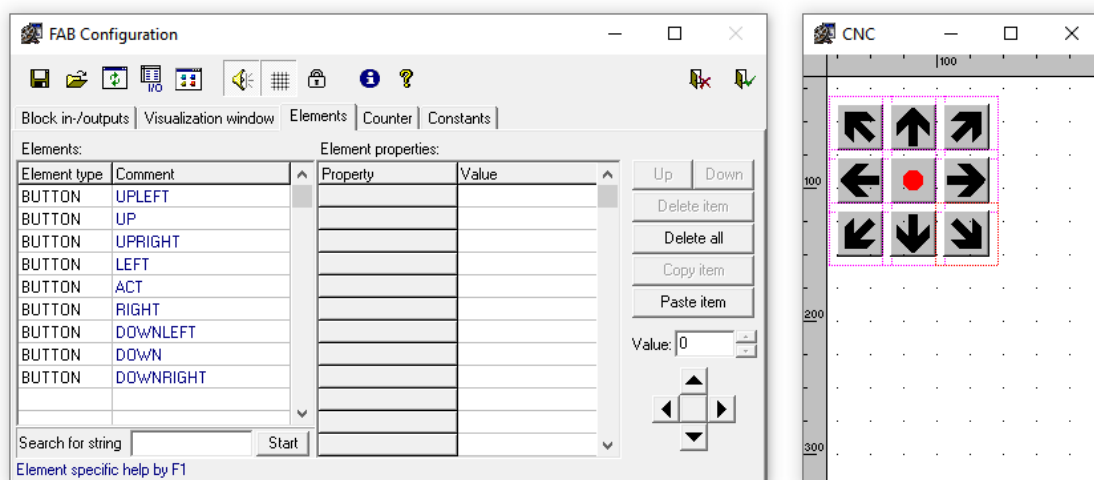 FAB Configuration
I/O
Block in-/outputs Visualization window Elements Counter Constants
Elements: Element properties:
Element type Comment Property Value
BUTTON UPLEFT
BUTTON UP
BUTTON UPRIGHT
BUTTON LEFT
BUTTON ACT
BUTTON RIGHT
BUTTON DOWNLEFT
BUTTON DOWN
BUTTON DOWNRIGHT
Up Down
Delete item
Delete all
Copy item
Paste item
Value: 0
Search for string Start
Element specific help by F1
CNC
100
100
200
300